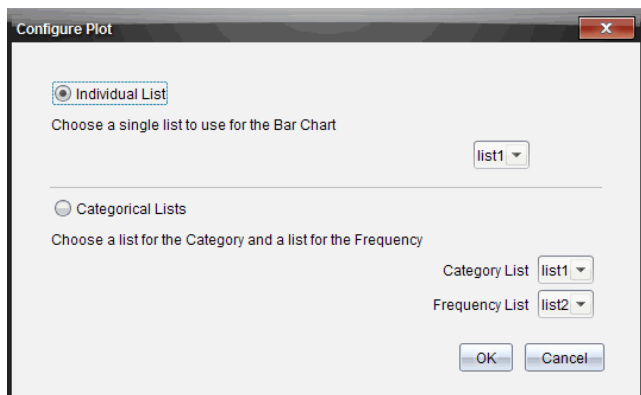 Configure Plot
Individual List
Choose a single list to use for the Bar Chart
list1
Categorical Lists
Choose a list for the Category and a list for the Frequency
Category List list1
Frequency List list2
OK Cancel